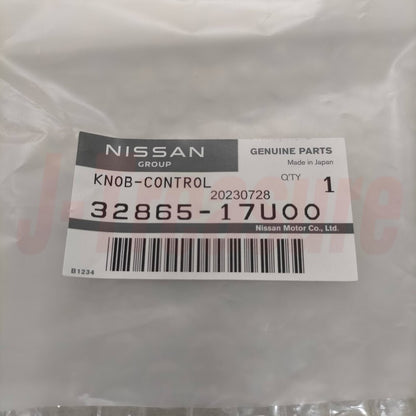 NISSAN
GROUP
GENUINE PARTS
Made in Japan
KNOB-CONTROL
Q'TY 1
20230728
32865-17U00
Nissan Motor Co., Ltd.
B1234